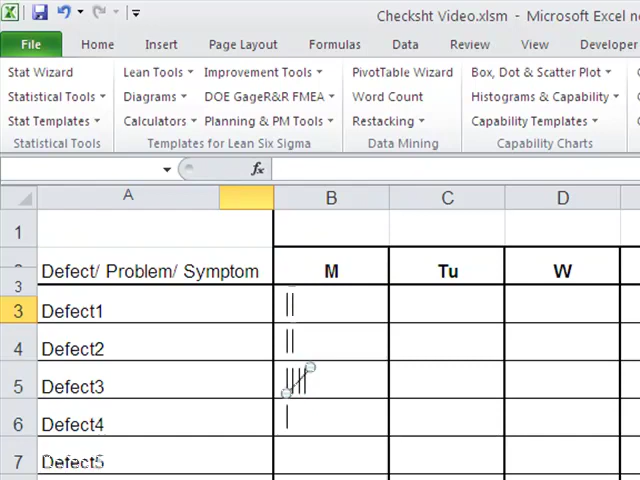 Checksht Video.xlsm - Microsoft Excel
File Home Insert Page Layout Formulas Data Review View Developer
Stat Wizard Lean Tools Improvement Tools PivotTable Wizard Box, Dot & Scatter Plot
Statistical Tools Diagrams DOE GageR&R FMEA Word Count Histograms & Capability
Stat Templates Calculators Planning & PM Tools Restacking Capability Templates
Statistical Tools Templates for Lean Six Sigma Data Mining Capability Charts
fx
A B C D
1
Defect/ Problem/ Symptom M Tu W
3
3 Defect1
4 Defect2
5 Defect3
6 Defect4
7 Defect5